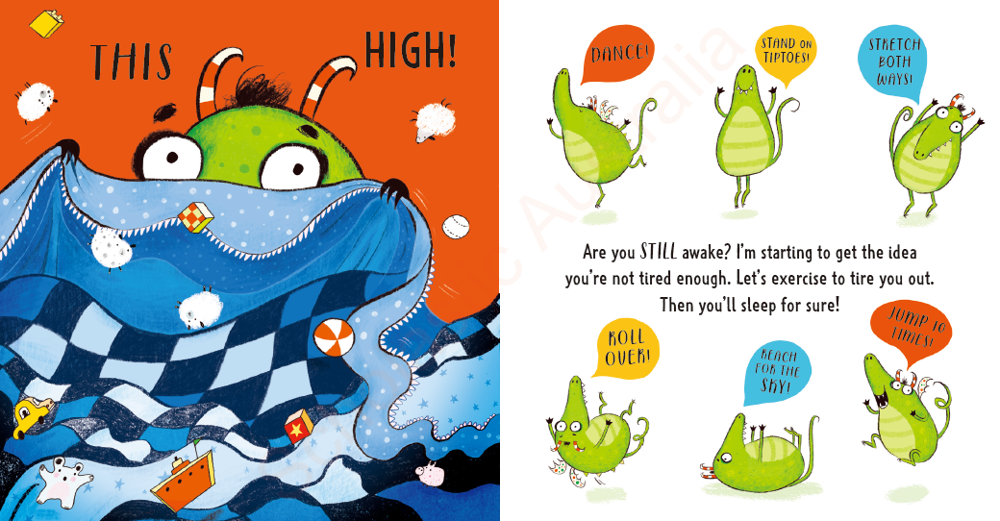 THIS HIGH!
DANCE!
STAND ON
TIPTOES!
STRETCH
BOTH
WAYS!
Are you STILL awake? I'm starting to get the idea
you're not tired enough. Let's exercise to tire you out.
Then you'll sleep for sure!
ROLL
OVER!
REACH
FOR THE
SKY!
JUMP 10
TIMES!